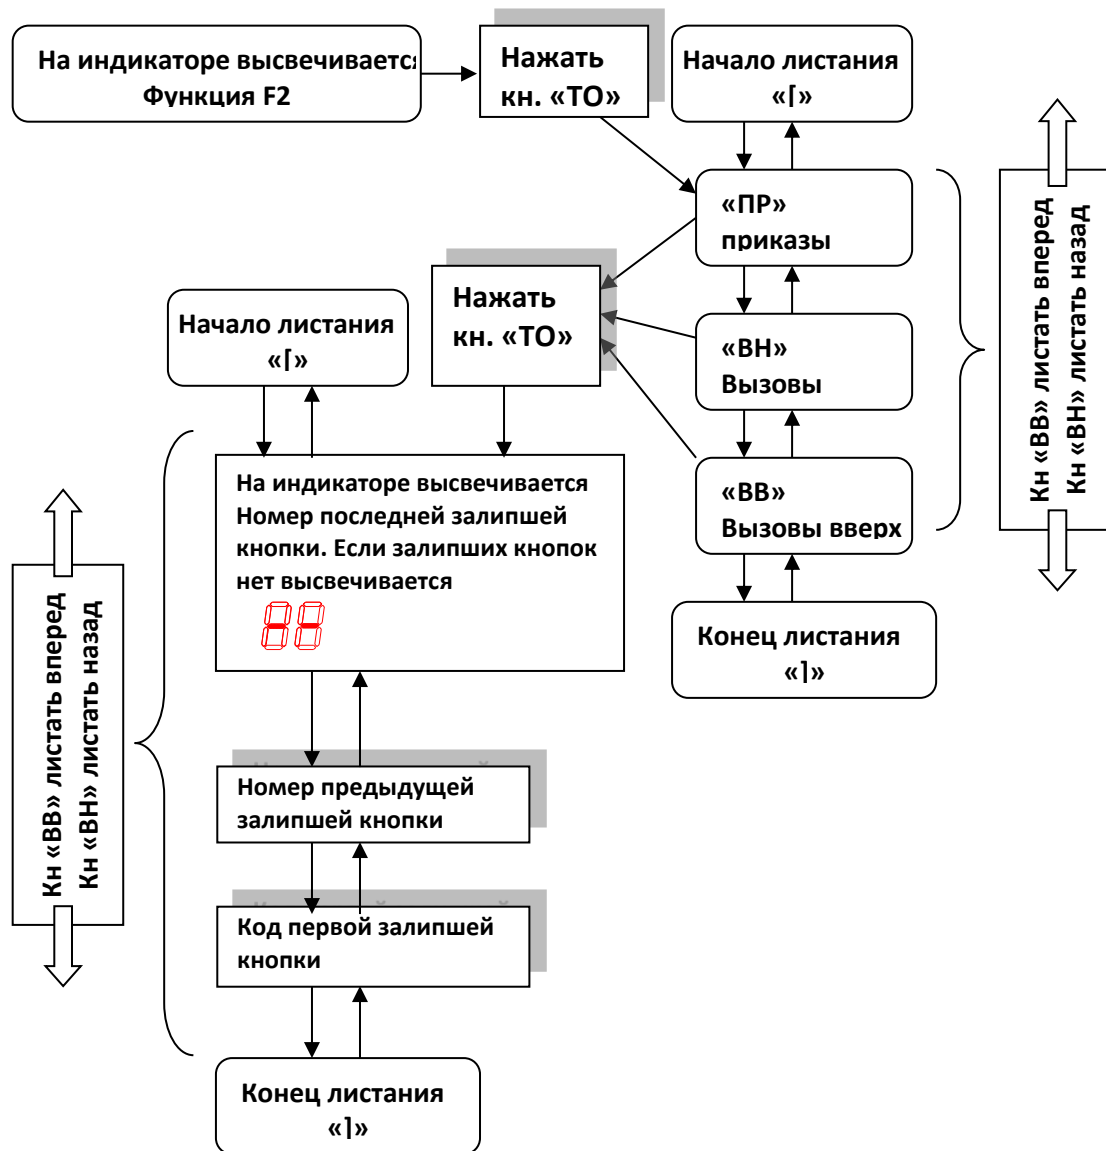 На индикаторе высвечивается
Функция F2
Нажать
кн. «ТО»
Начало листания
«⌈»
«ПР»
приказы
«ВН»
Вызовы
«ВВ»
Вызовы вверх
Конец листания
«⌉»
Кн «ВВ» листать вперед
Кн «ВН» листать назад
Нажать
кн. «ТО»
Начало листания
«⌈»
На индикаторе высвечивается
Номер последней залипшей
кнопки. Если залипших кнопок
нет высвечивается
--
Номер предыдущей
залипшей кнопки
Код первой залипшей
кнопки
Конец листания
«⌉»
Кн «ВВ» листать вперед
Кн «ВН» листать назад